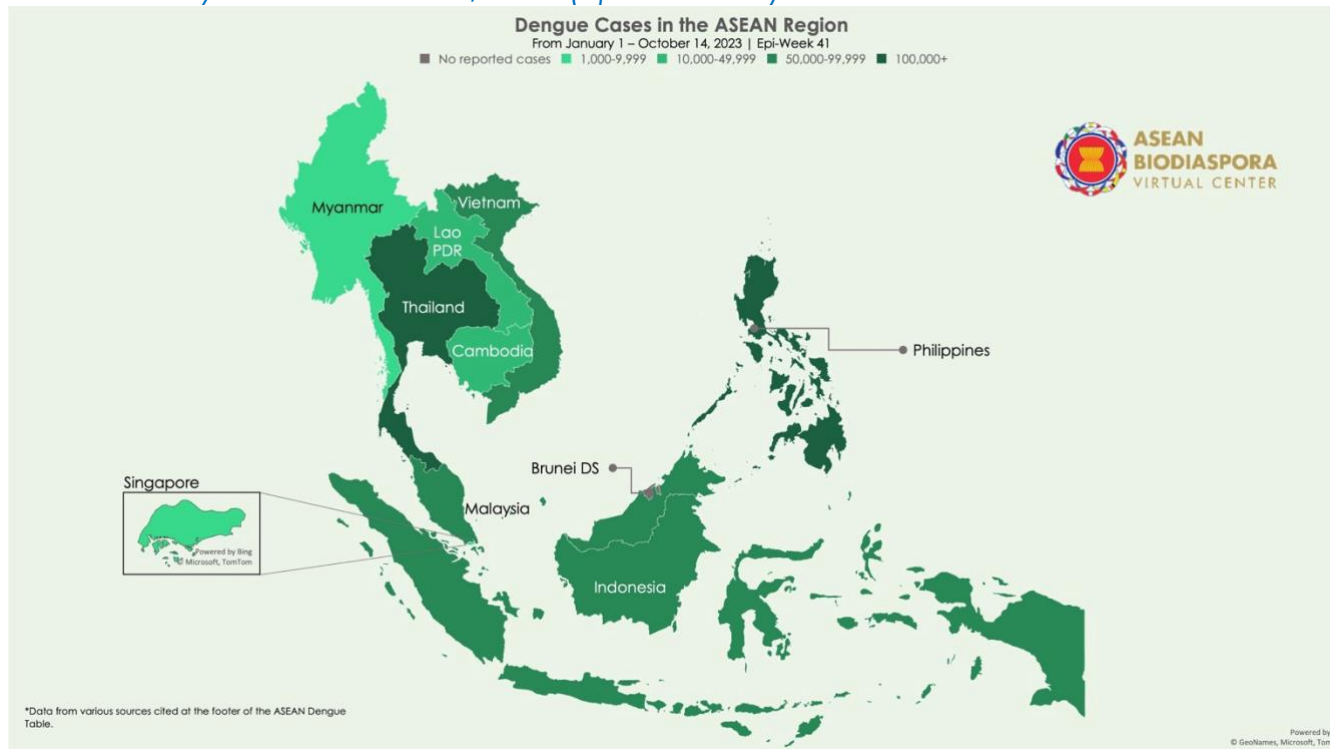 Dengue Cases in the ASEAN Region
From January 1 – October 14, 2023 | Epi-Week 41
No reported cases 1,000-9,999 10,000-49,999 50,000-99,999 100,000+
ASEAN
BIODIASPORA
VIRTUAL CENTER
Myanmar
Vietnam
Lao
PDR
Thailand
Cambodia
Philippines
Brunei DS
Singapore
Powered by Bing
© Microsoft, TomTom
Malaysia
Indonesia
*Data from various sources cited at the footer of the ASEAN Dengue
Table.
Powered by
© GeoNames, Microsoft, Tom